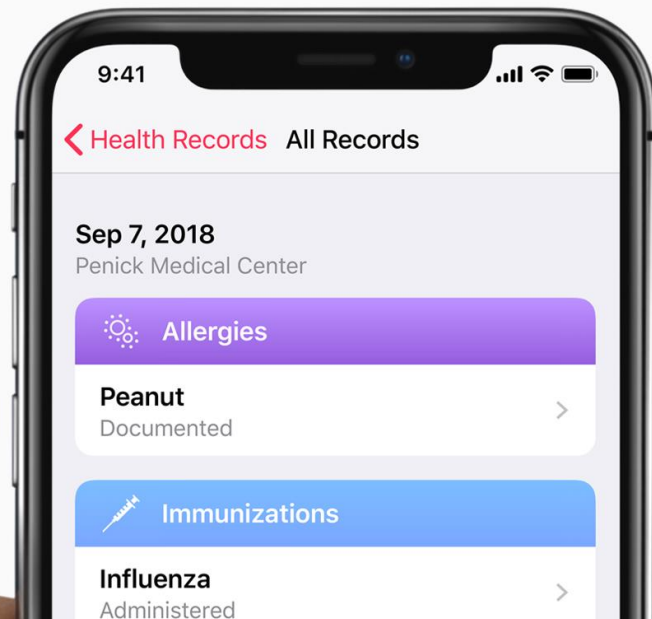 9:41
Health Records All Records
Sep 7, 2018
Penick Medical Center
Allergies
Peanut
Documented
Immunizations
Influenza
Administered